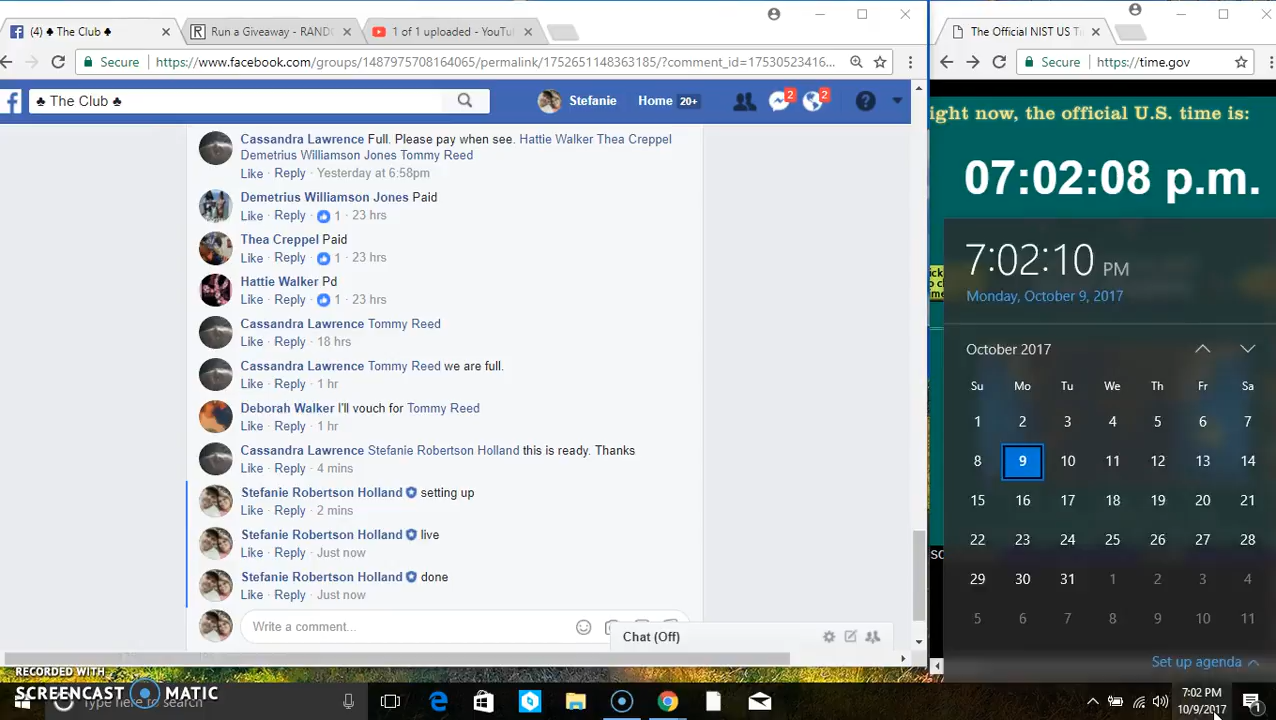 (4) ♣ The Club ♣
Run a Giveaway - RAND
1 of 1 uploaded - YouTu
Secure
https://www.facebook.com/groups/1487975708164065/permalink/1752651148363185/?comment_id=17530523416...
♣ The Club ♣
Stefanie
Home 20+
2
2
Cassandra Lawrence Full. Please pay when see. Hattie Walker Thea Creppel
Demetrius Williamson Jones Tommy Reed
Like · Reply · Yesterday at 6:58pm
Demetrius Williamson Jones Paid
Like · Reply · 1 · 23 hrs
Thea Creppel Paid
Like · Reply · 1 · 23 hrs
Hattie Walker Pd
Like · Reply · 1 · 23 hrs
Cassandra Lawrence Tommy Reed
Like · Reply · 18 hrs
Cassandra Lawrence Tommy Reed we are full.
Like · Reply · 1 hr
Deborah Walker I'll vouch for Tommy Reed
Like · Reply · 1 hr
Cassandra Lawrence Stefanie Robertson Holland this is ready. Thanks
Like · Reply · 4 mins
Stefanie Robertson Holland setting up
Like · Reply · 2 mins
Stefanie Robertson Holland live
Like · Reply · Just now
Stefanie Robertson Holland done
Like · Reply · Just now
Write a comment...
Chat (Off)
The Official NIST US Ti
Secure
https://time.gov
ight now, the official U.S. time is:
07:02:08 p.m.
7:02:10 PM
Monday, October 9, 2017
October 2017
Su Mo Tu We Th Fr Sa
1 2 3 4 5 6 7
8 9 10 11 12 13 14
15 16 17 18 19 20 21
22 23 24 25 26 27 28
29 30 31 1 2 3 4
5 6 7 8 9 10 11
Set up agenda
RECORDED WITH
SCREENCAST MATIC
Type here to search
7:02 PM
10/9/2017
1